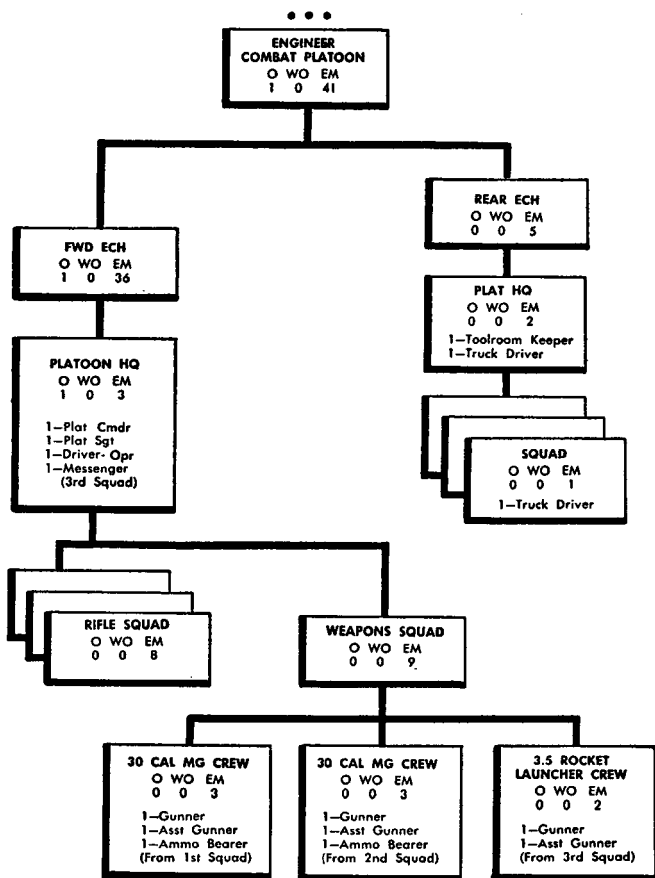 ENGINEER
COMBAT PLATOON
O WO EM
1 0 41
FWD ECH
O WO EM
1 0 36
PLATOON HQ
O WO EM
1 0 3
1—Plat Cmdr
1—Plat Sgt
1—Driver-Opr
1—Messenger
(3rd Squad)
REAR ECH
O WO EM
0 0 5
PLAT HQ
O WO EM
0 0 2
1—Toolroom Keeper
1—Truck Driver
SQUAD
O WO EM
0 0 1
1—Truck Driver
RIFLE SQUAD
O WO EM
0 0 8
WEAPONS SQUAD
O WO EM
0 0 9
30 CAL MG CREW
O WO EM
0 0 3
1—Gunner
1—Asst Gunner
1—Ammo Bearer
(From 1st Squad)
30 CAL MG CREW
O WO EM
0 0 3
1—Gunner
1—Asst Gunner
1—Ammo Bearer
(From 2nd Squad)
3.5 ROCKET
LAUNCHER CREW
O WO EM
0 0 2
1—Gunner
1—Asst Gunner
(From 3rd Squad)